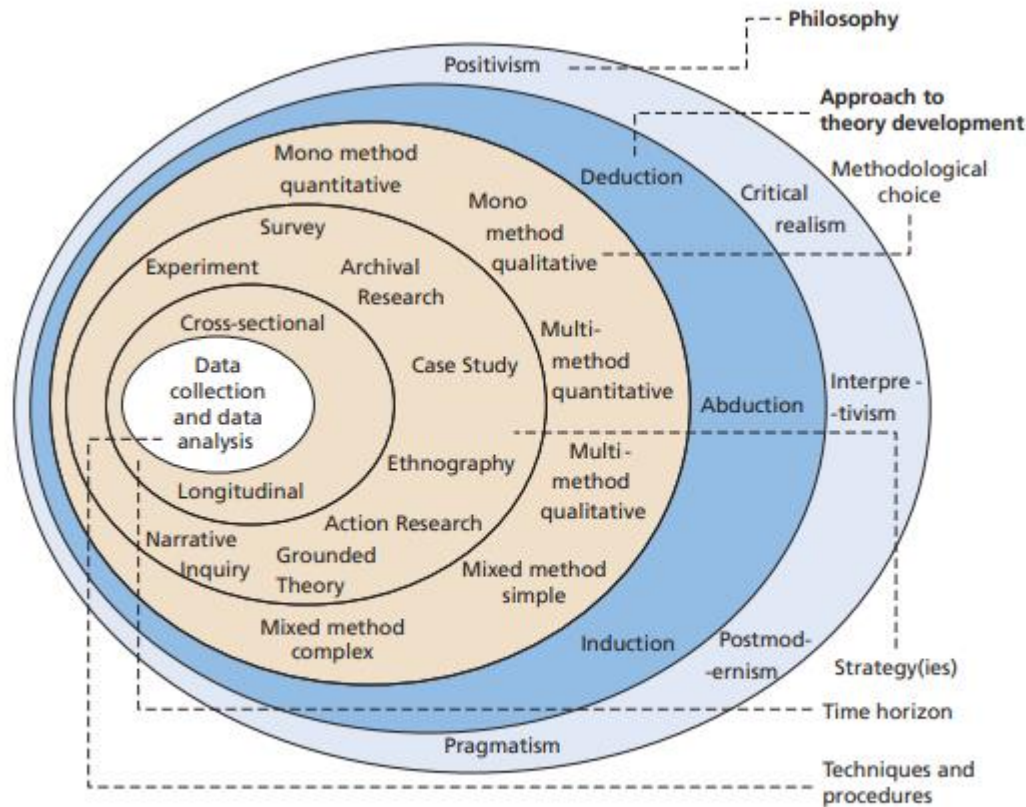 Philosophy
Positivism
Approach to
theory development
Mono method
quantitative
Deduction
Methodological
choice
Critical
realism
Mono
method
qualitative
Survey
Experiment
Archival
Research
Cross-sectional
Multi-
method
quantitative
Data
collection
and data
analysis
Case Study
Interpre -
-tivism
Abduction
Ethnography
Multi-
method
qualitative
Longitudinal
Action Research
Narrative
Inquiry
Grounded
Theory
Mixed method
simple
Mixed method
complex
Induction
Postmod-
-ernism
Strategy(ies)
Time horizon
Pragmatism
Techniques and
procedures